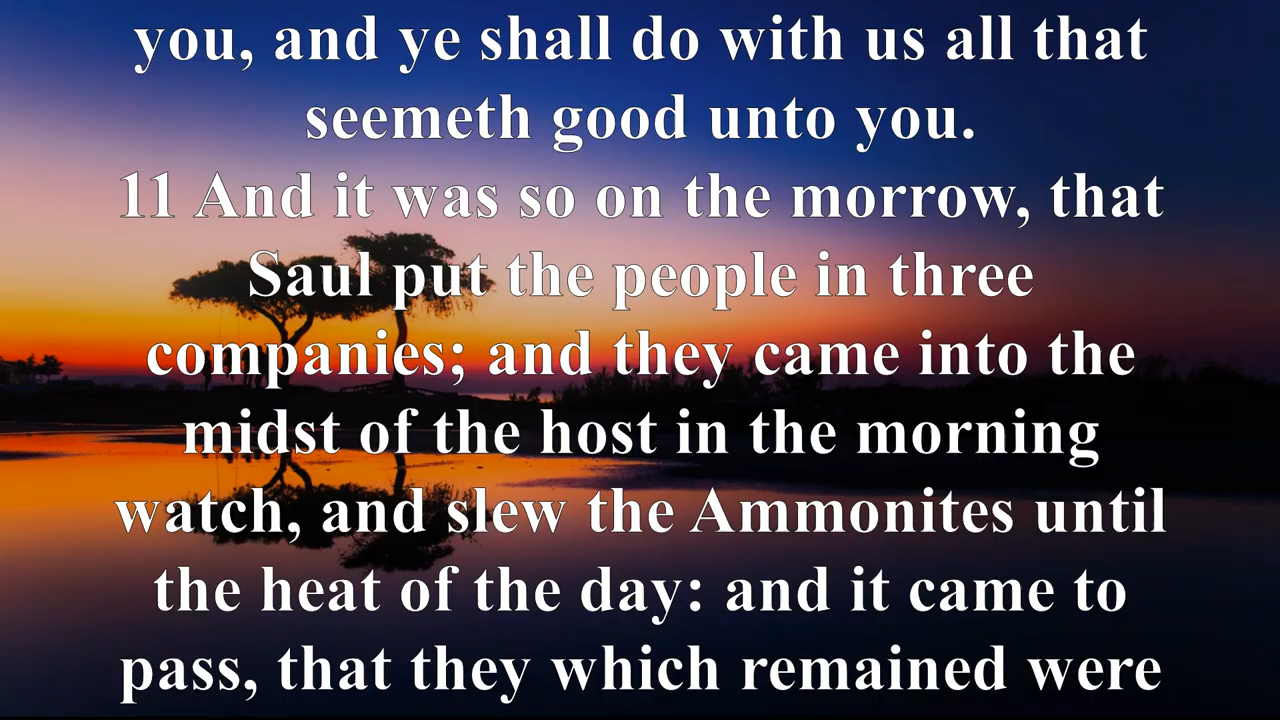 you, and ye shall do with us all that
seemeth good unto you.
11 And it was so on the morrow, that
Saul put the people in three
companies; and they came into the
midst of the host in the morning
watch, and slew the Ammonites until
the heat of the day: and it came to
pass, that they which remained were